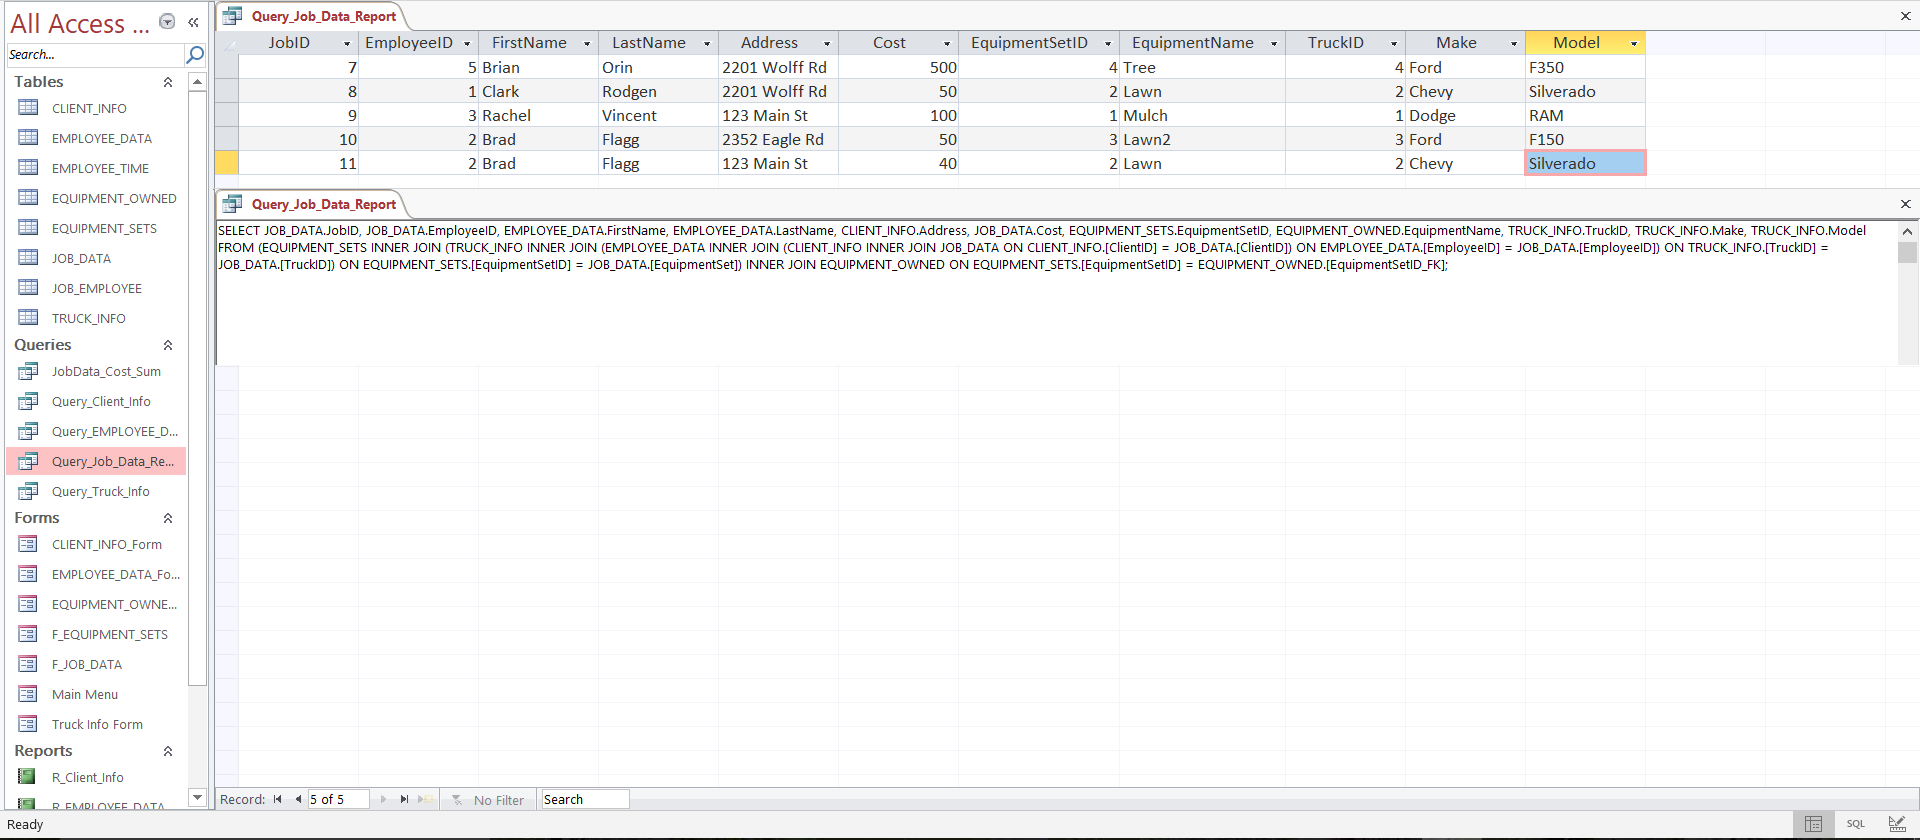 All Access ...
Search...
Tables
CLIENT_INFO
EMPLOYEE_DATA
EMPLOYEE_TIME
EQUIPMENT_OWNED
EQUIPMENT_SETS
JOB_DATA
JOB_EMPLOYEE
TRUCK_INFO
Queries
JobData_Cost_Sum
Query_Client_Info
Query_EMPLOYEE_D...
Query_Job_Data_Re...
Query_Truck_Info
Forms
CLIENT_INFO_Form
EMPLOYEE_DATA_Fo...
EQUIPMENT_OWNE...
F_EQUIPMENT_SETS
F_JOB_DATA
Main Menu
Truck Info Form
Reports
R_Client_Info
R_EMPLOYEE_DATA
Query_Job_Data_Report
JobID EmployeeID FirstName LastName Address Cost EquipmentSetID EquipmentName TruckID Make Model
7 5 Brian Orin 2201 Wolff Rd 500 4 Tree 4 Ford F350
8 1 Clark Rodgen 2201 Wolff Rd 50 2 Lawn 2 Chevy Silverado
9 3 Rachel Vincent 123 Main St 100 1 Mulch 1 Dodge RAM
10 2 Brad Flagg 2352 Eagle Rd 50 3 Lawn2 3 Ford F150
11 2 Brad Flagg 123 Main St 40 2 Lawn 2 Chevy Silverado
Query_Job_Data_Report
SELECT JOB_DATA.JobID, JOB_DATA.EmployeeID, EMPLOYEE_DATA.FirstName, EMPLOYEE_DATA.LastName, CLIENT_INFO.Address, JOB_DATA.Cost, EQUIPMENT_SETS.EquipmentSetID, EQUIPMENT_OWNED.EquipmentName, TRUCK_INFO.TruckID, TRUCK_INFO.Make, TRUCK_INFO.Model
FROM (EQUIPMENT_SETS INNER JOIN (TRUCK_INFO INNER JOIN (EMPLOYEE_DATA INNER JOIN (CLIENT_INFO INNER JOIN JOB_DATA ON CLIENT_INFO.[ClientID] = JOB_DATA.[ClientID]) ON EMPLOYEE_DATA.[EmployeeID] = JOB_DATA.[EmployeeID]) ON TRUCK_INFO.[TruckID] =
JOB_DATA.[TruckID]) ON EQUIPMENT_SETS.[EquipmentSetID] = JOB_DATA.[EquipmentSet]) INNER JOIN EQUIPMENT_OWNED ON EQUIPMENT_SETS.[EquipmentSetID] = EQUIPMENT_OWNED.[EquipmentSetID_FK];
Record: 5 of 5 No Filter Search
Ready
SQL